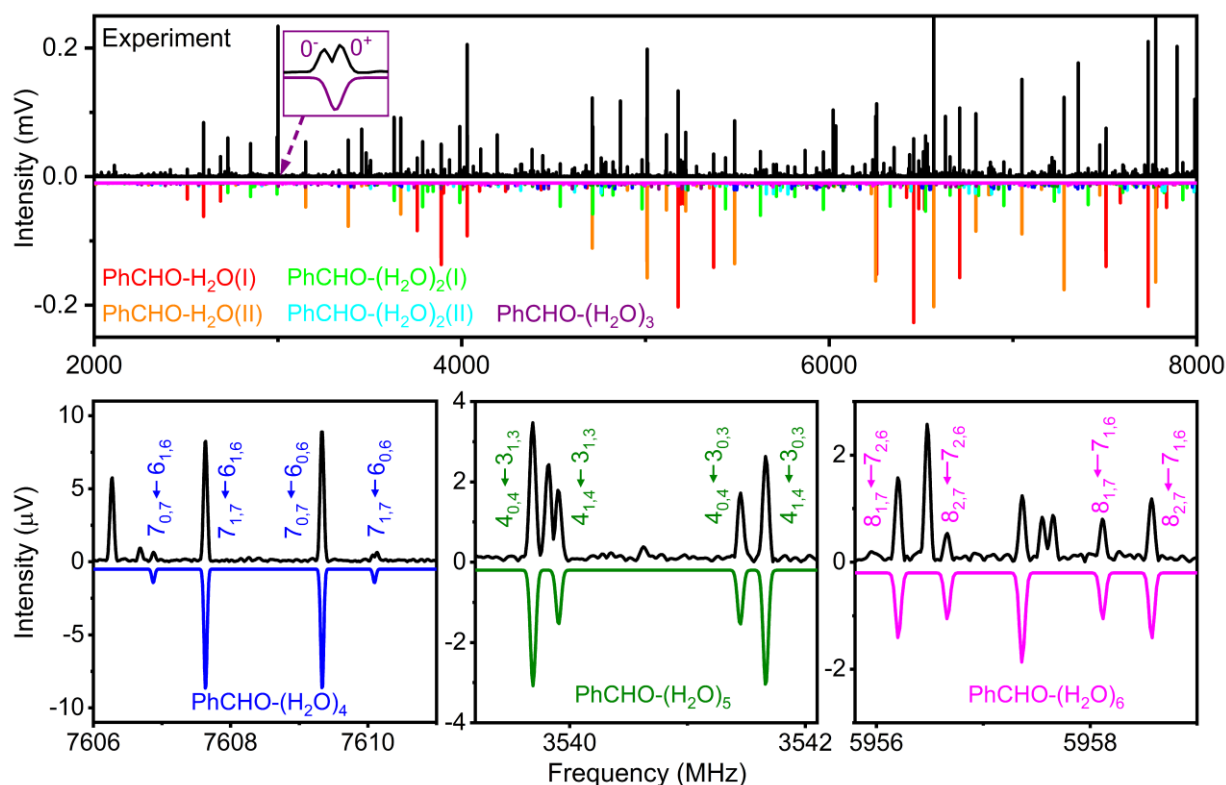 Experiment
0⁻ 0⁺
0.2
0.0
-0.2
Intensity (mV)
PhCHO-H₂O(I) PhCHO-(H₂O)₂(I)
PhCHO-H₂O(II) PhCHO-(H₂O)₂(II) PhCHO-(H₂O)₃
2000 4000 6000 8000
10
5
0
-5
-10
Intensity (µV)
7₀,₇←6₁,₆
7₁,₇←6₁,₆
7₀,₇←6₀,₆
7₁,₇←6₀,₆
PhCHO-(H₂O)₄
7606 7608 7610
4
2
0
-2
-4
4₀,₄←3₁,₃
4₁,₄←3₁,₃
4₀,₄←3₀,₃
4₁,₄←3₀,₃
PhCHO-(H₂O)₅
3540 3542
2
0
-2
8₁,₇←7₂,₆
8₂,₇←7₂,₆
8₁,₇←7₁,₆
8₂,₇←7₁,₆
PhCHO-(H₂O)₆
5956 5958
Frequency (MHz)